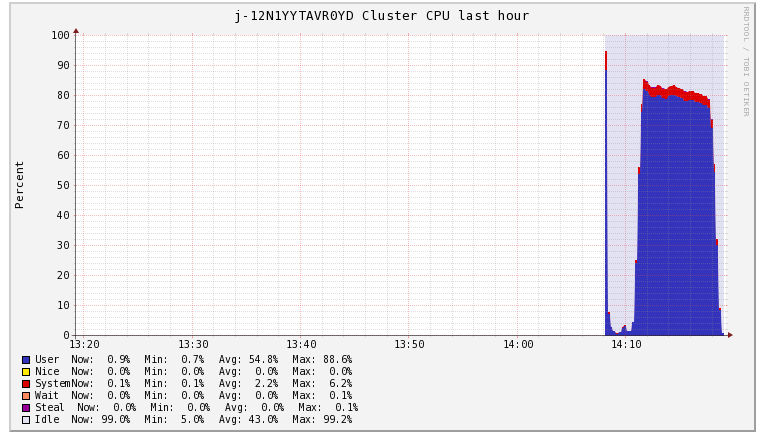 j-12N1YYTAVR0YD Cluster CPU last hour
RRDTOOL / TOBI OETIKER
Percent
100
90
80
70
60
50
40
30
20
10
0
13:20 13:30 13:40 13:50 14:00 14:10
User Now: 0.9% Min: 0.7% Avg: 54.8% Max: 88.6%
Nice Now: 0.0% Min: 0.0% Avg: 0.0% Max: 0.0%
System Now: 0.1% Min: 0.1% Avg: 2.2% Max: 6.2%
Wait Now: 0.0% Min: 0.0% Avg: 0.0% Max: 0.1%
Steal Now: 0.0% Min: 0.0% Avg: 0.0% Max: 0.1%
Idle Now: 99.0% Min: 5.0% Avg: 43.0% Max: 99.2%